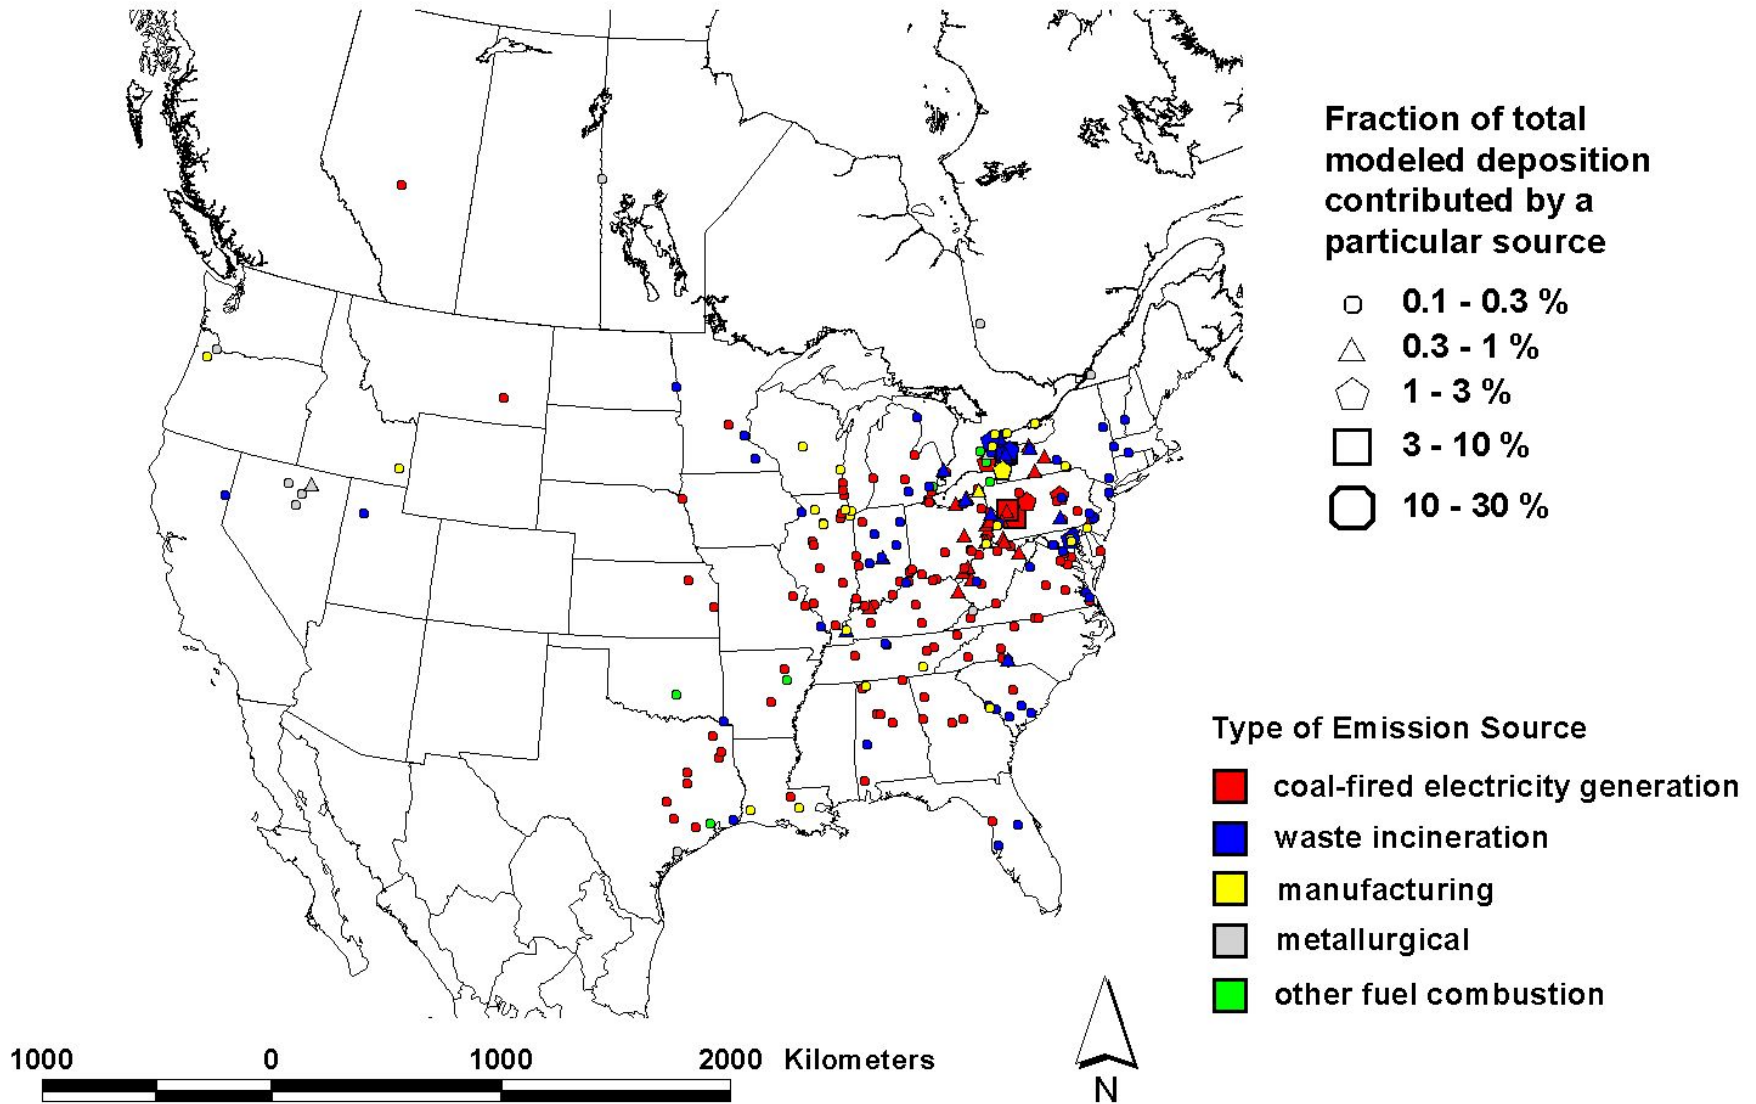 Fraction of total
modeled deposition
contributed by a
particular source
0.1 - 0.3 %
0.3 - 1 %
1 - 3 %
3 - 10 %
10 - 30 %
Type of Emission Source
coal-fired electricity generation
waste incineration
manufacturing
metallurgical
other fuel combustion
1000 0 1000 2000 Kilometers
N